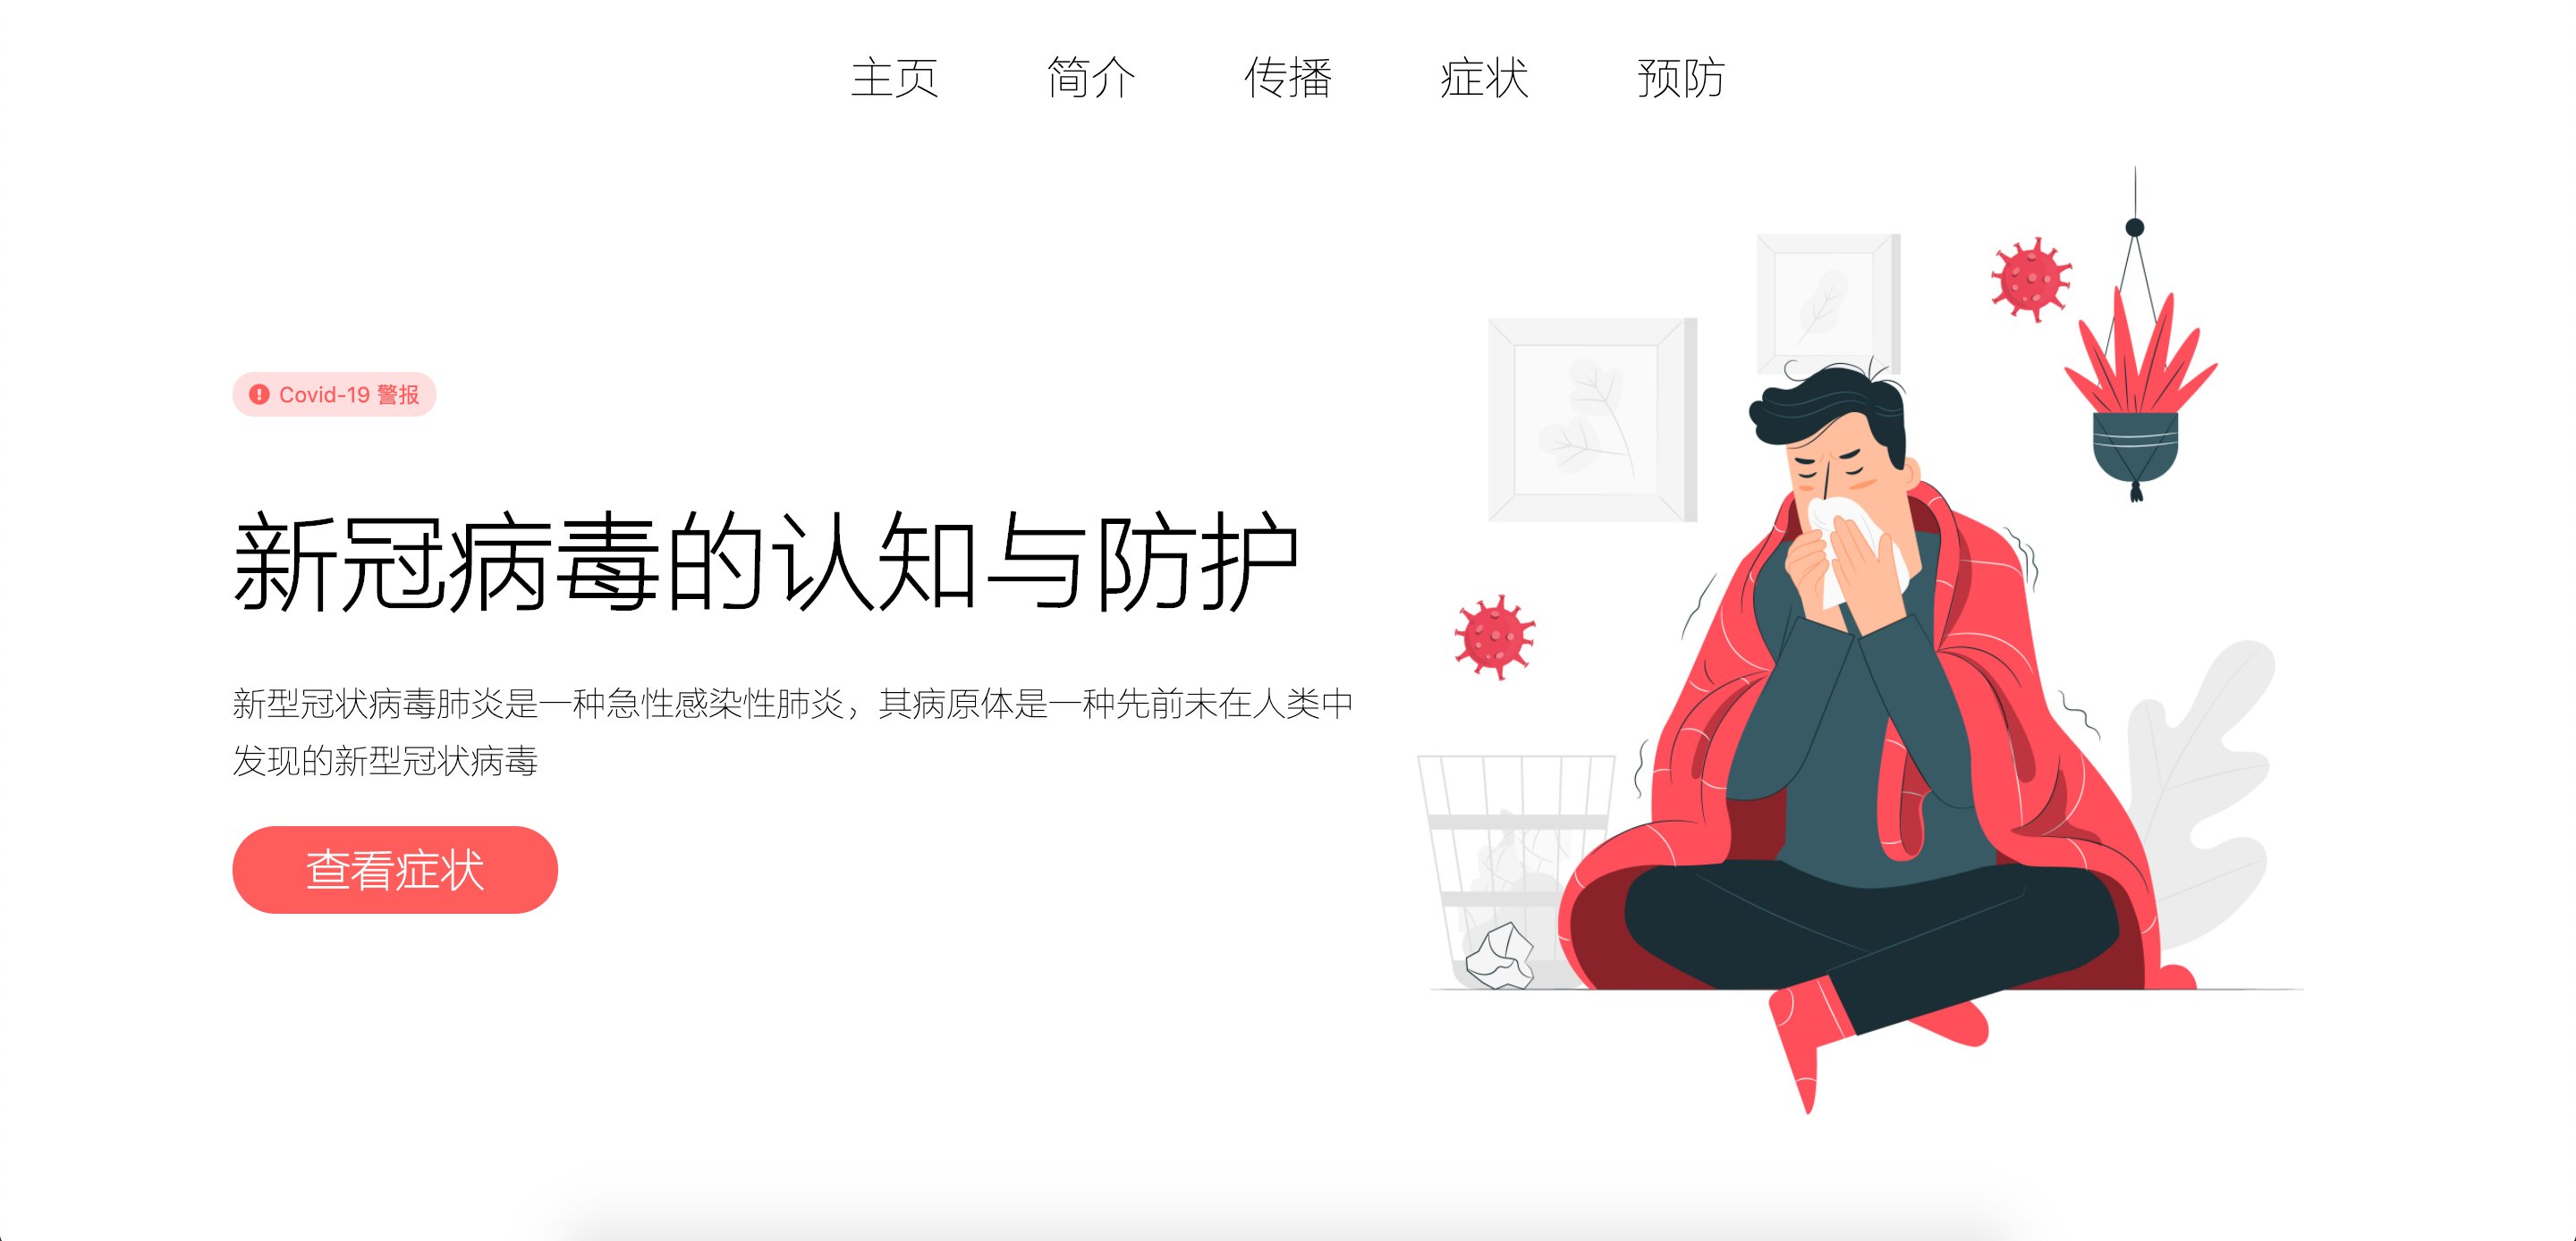 主页 简介 传播 症状 预防
Covid-19 警报
新冠病毒的认知与防护
新型冠状病毒肺炎是一种急性感染性肺炎，其病原体是一种先前未在人类中
发现的新型冠状病毒
查看症状